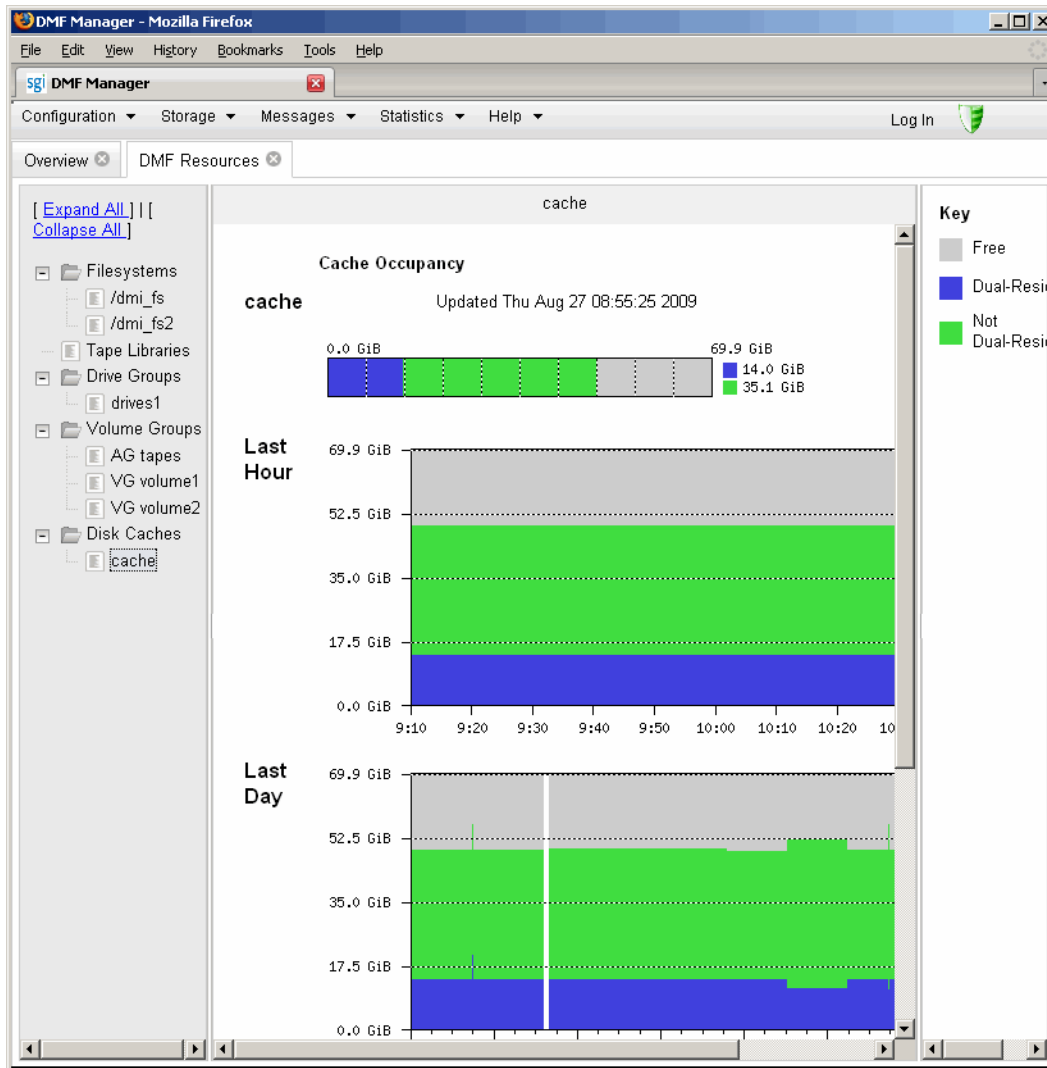 DMF Manager - Mozilla Firefox
File Edit View History Bookmarks Tools Help
sgi DMF Manager
Configuration Storage Messages Statistics Help Log In
Overview DMF Resources
[ Expand All ] | [
Collapse All ]
Filesystems
/dmi_fs
/dmi_fs2
Tape Libraries
Drive Groups
drives1
Volume Groups
AG tapes
VG volume1
VG volume2
Disk Caches
cache
cache
Cache Occupancy
cache Updated Thu Aug 27 08:55:25 2009
0.0 GiB 69.9 GiB
14.0 GiB
35.1 GiB
Last
Hour
69.9 GiB
52.5 GiB
35.0 GiB
17.5 GiB
0.0 GiB
9:10 9:20 9:30 9:40 9:50 10:00 10:10 10:20 10
Last
Day
69.9 GiB
52.5 GiB
35.0 GiB
17.5 GiB
0.0 GiB
Key
Free
Dual-Resi
Not
Dual-Resi